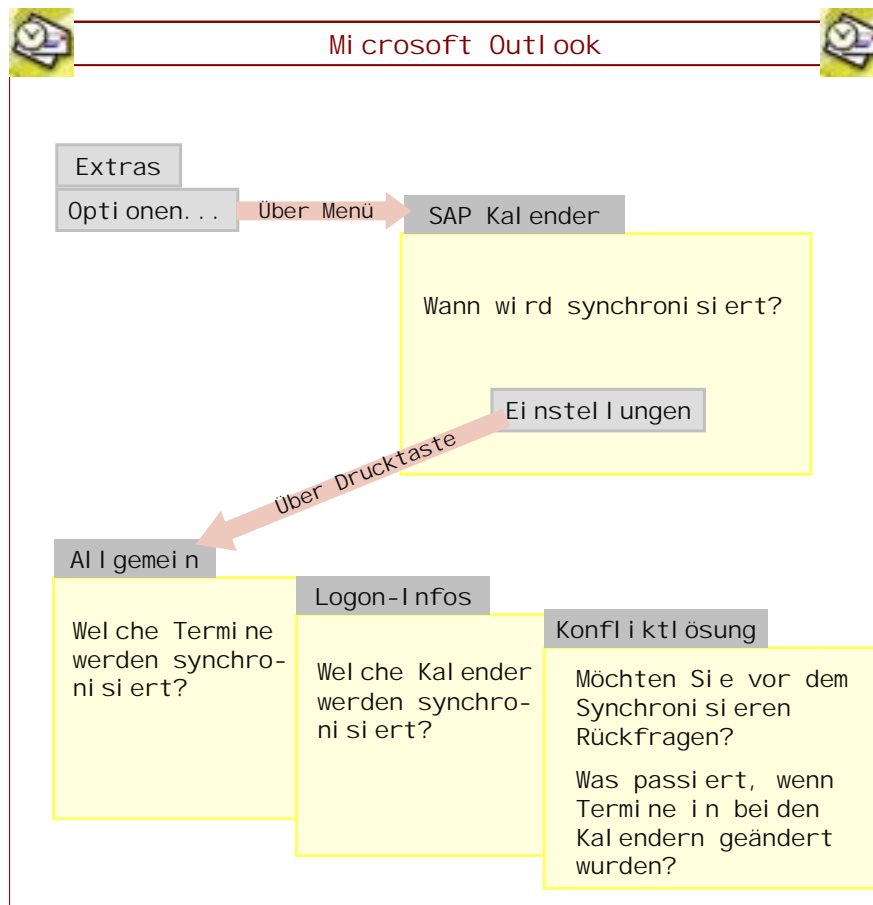 Microsoft Outlook
Extras
Optionen...
Über Menü
SAP Kalender
Wann wird synchronisiert?
Einstellungen
Über Drucktaste
Allgemein
Welche Termine
werden synchro-
nisiert?
Logon-Infos
Welche Kalender
werden synchro-
nisiert?
Konfliktlösung
Möchten Sie vor dem
Synchronisieren
Rückfragen?
Was passiert, wenn
Termine in beiden
Kalendern geändert
wurden?